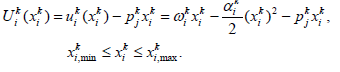 U_i^k(x_i^k) = u_i^k(x_i^k) − p_j^k x_i^k = ω_i^k x_i^k − \frac{α_i^k}{2}(x_i^k)^2 − p_j^k x_i^k,
x_{i,min}^k ≤ x_i^k ≤ x_{i,max}^k.